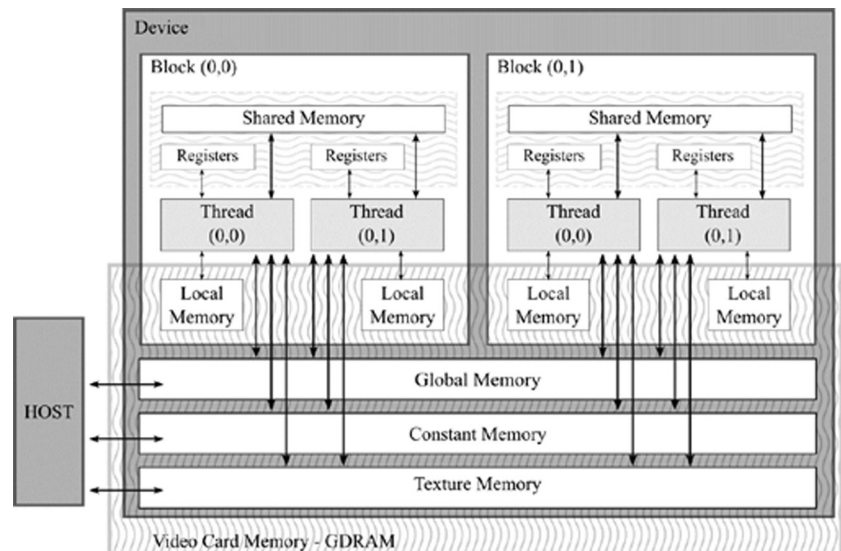 Device
Block (0,0)
Shared Memory
Registers
Registers
Thread
(0,0)
Thread
(0,1)
Local
Memory
Local
Memory
Block (0,1)
Shared Memory
Registers
Registers
Thread
(0,0)
Thread
(0,1)
Local
Memory
Local
Memory
HOST
Global Memory
Constant Memory
Texture Memory
Video Card Memory - GDRAM